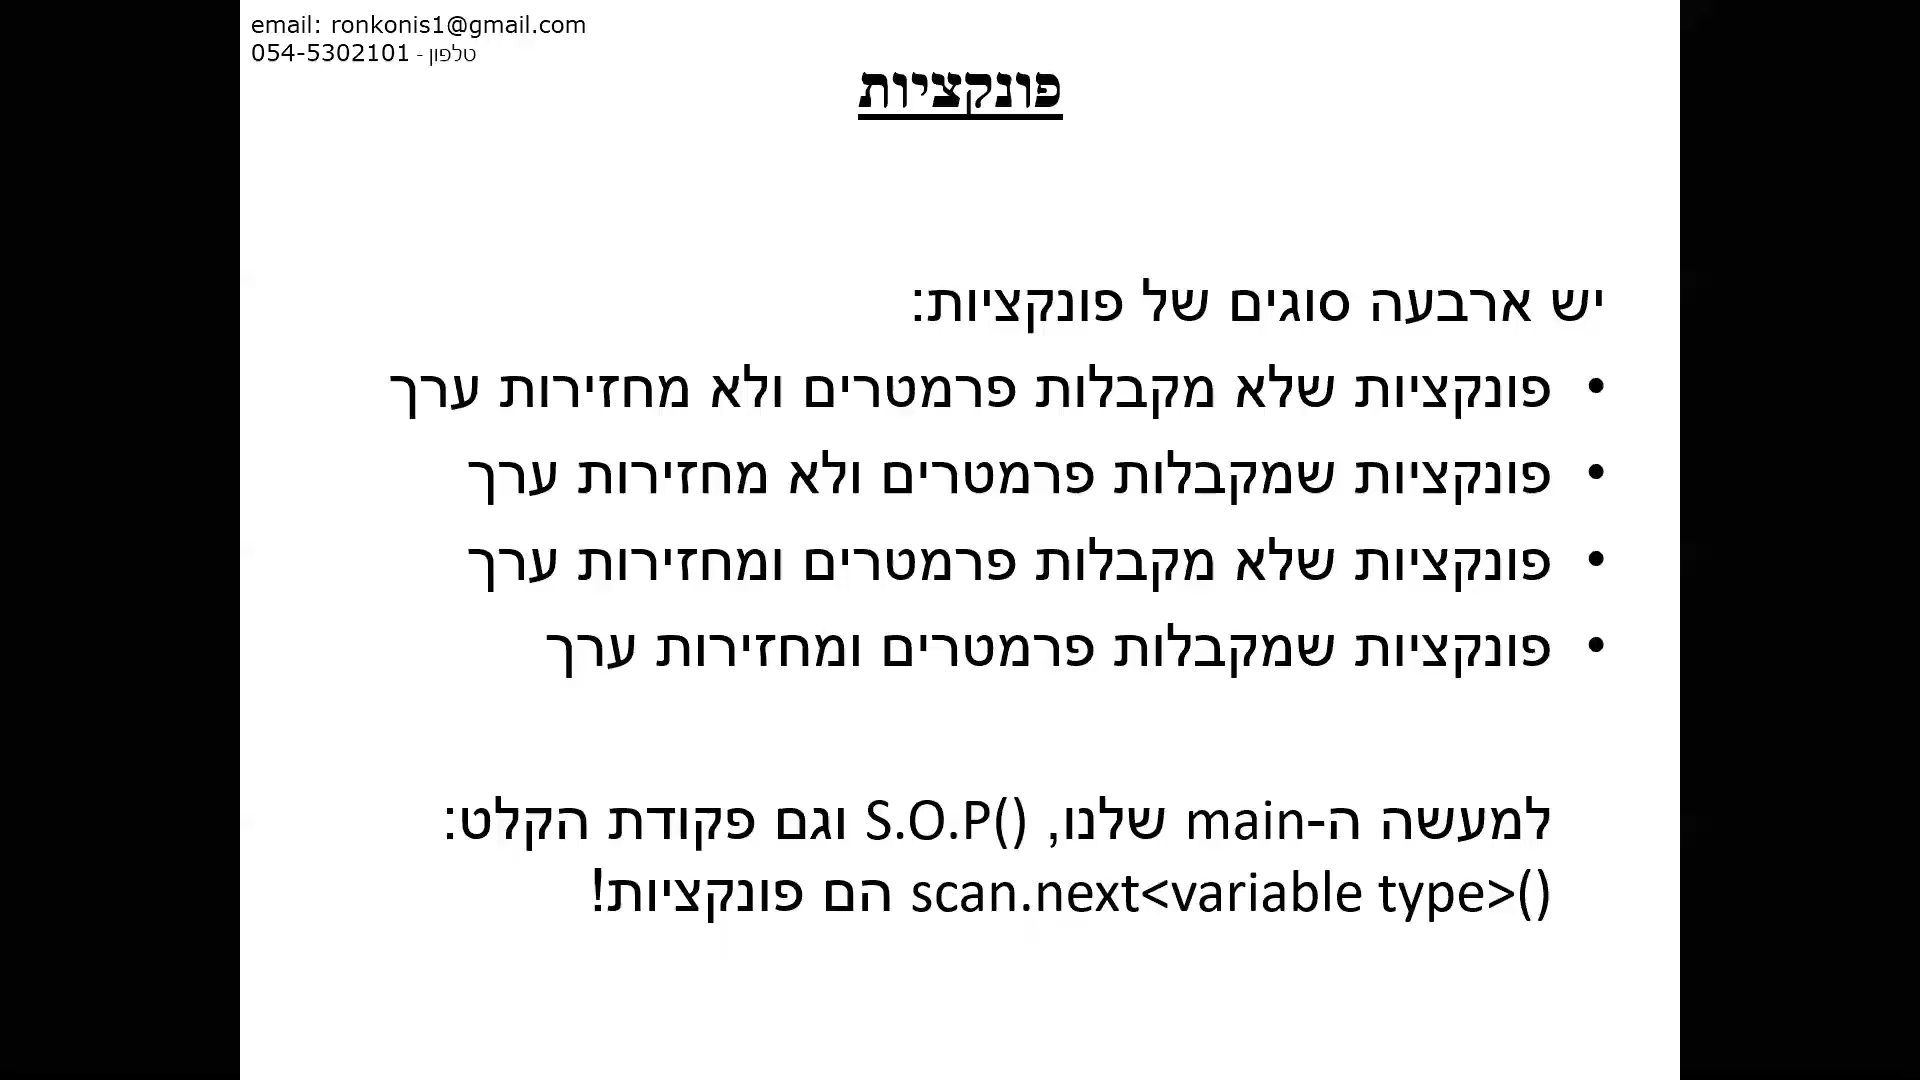 email: ronkonis1@gmail.com
טלפון - 054-5302101
פונקציות
יש ארבעה סוגים של פונקציות:
• פונקציות שלא מקבלות פרמטרים ולא מחזירות ערך
• פונקציות שמקבלות פרמטרים ולא מחזירות ערך
• פונקציות שלא מקבלות פרמטרים ומחזירות ערך
• פונקציות שמקבלות פרמטרים ומחזירות ערך
למעשה ה-main שלנו, S.O.P() וגם פקודת הקלט:
scan.next<variable type>() הם פונקציות!